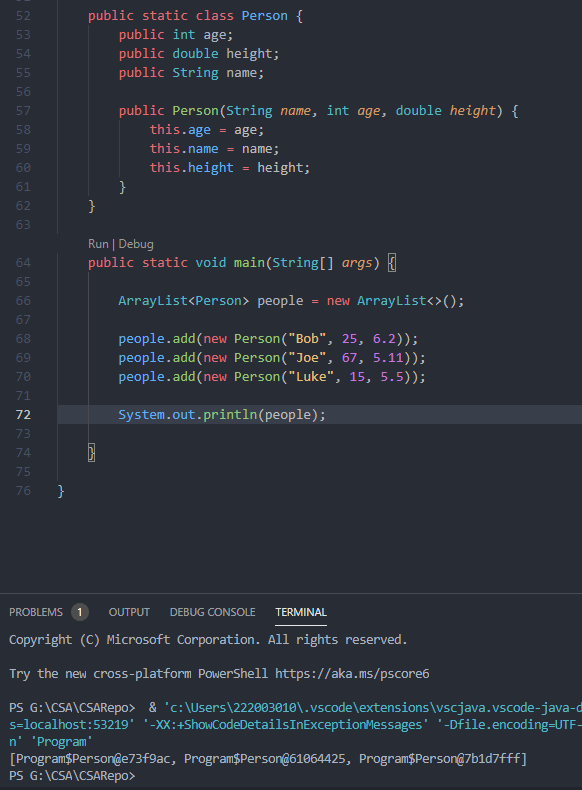 52 public static class Person {
53 public int age;
54 public double height;
55 public String name;
56
57 public Person(String name, int age, double height) {
58 this.age = age;
59 this.name = name;
60 this.height = height;
61 }
62 }
63
Run | Debug
64 public static void main(String[] args) {
65
66 ArrayList<Person> people = new ArrayList<>();
67
68 people.add(new Person("Bob", 25, 6.2));
69 people.add(new Person("Joe", 67, 5.11));
70 people.add(new Person("Luke", 15, 5.5));
71
72 System.out.println(people);
73
74 }
75
76 }
PROBLEMS 1 OUTPUT DEBUG CONSOLE TERMINAL
Copyright (C) Microsoft Corporation. All rights reserved.
Try the new cross-platform PowerShell https://aka.ms/pscore6
PS G:\CSA\CSARepo> & 'c:\Users\222003010\.vscode\extensions\vscjava.vscode-java-d
s=localhost:53219' '-XX:+ShowCodeDetailsInExceptionMessages' '-Dfile.encoding=UTF-
n' 'Program'
[Program$Person@e73f9ac, Program$Person@61064425, Program$Person@7b1d7fff]
PS G:\CSA\CSARepo>